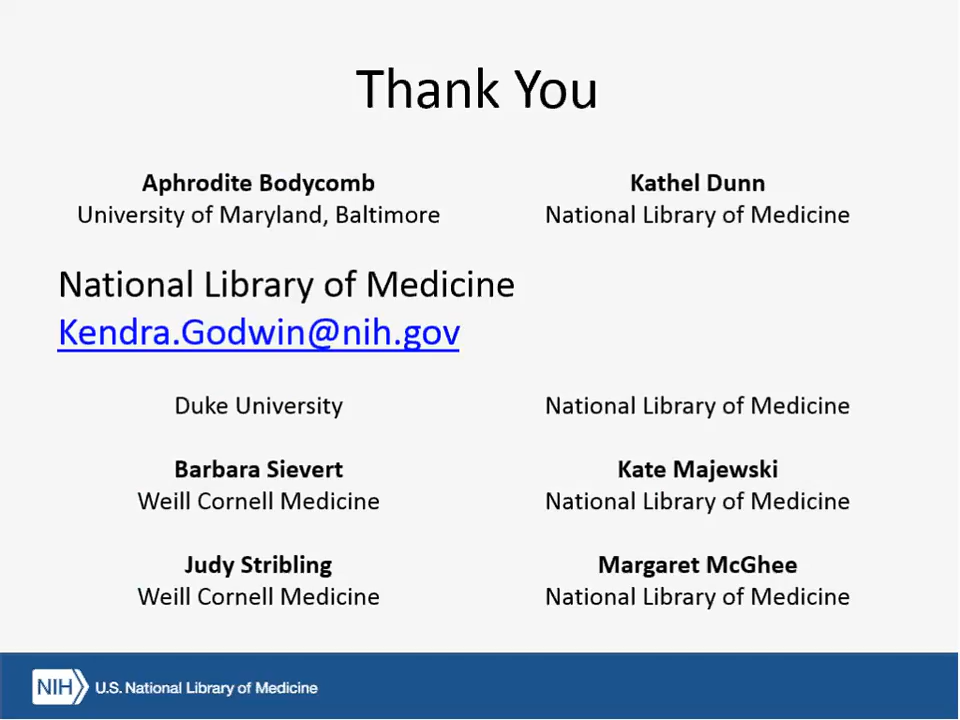 Thank You
Aphrodite Bodycomb
University of Maryland, Baltimore
Kathel Dunn
National Library of Medicine
National Library of Medicine
Kendra.Godwin@nih.gov
Duke University
National Library of Medicine
Barbara Sievert
Weill Cornell Medicine
Kate Majewski
National Library of Medicine
Judy Stribling
Weill Cornell Medicine
Margaret McGhee
National Library of Medicine
NIH U.S. National Library of Medicine